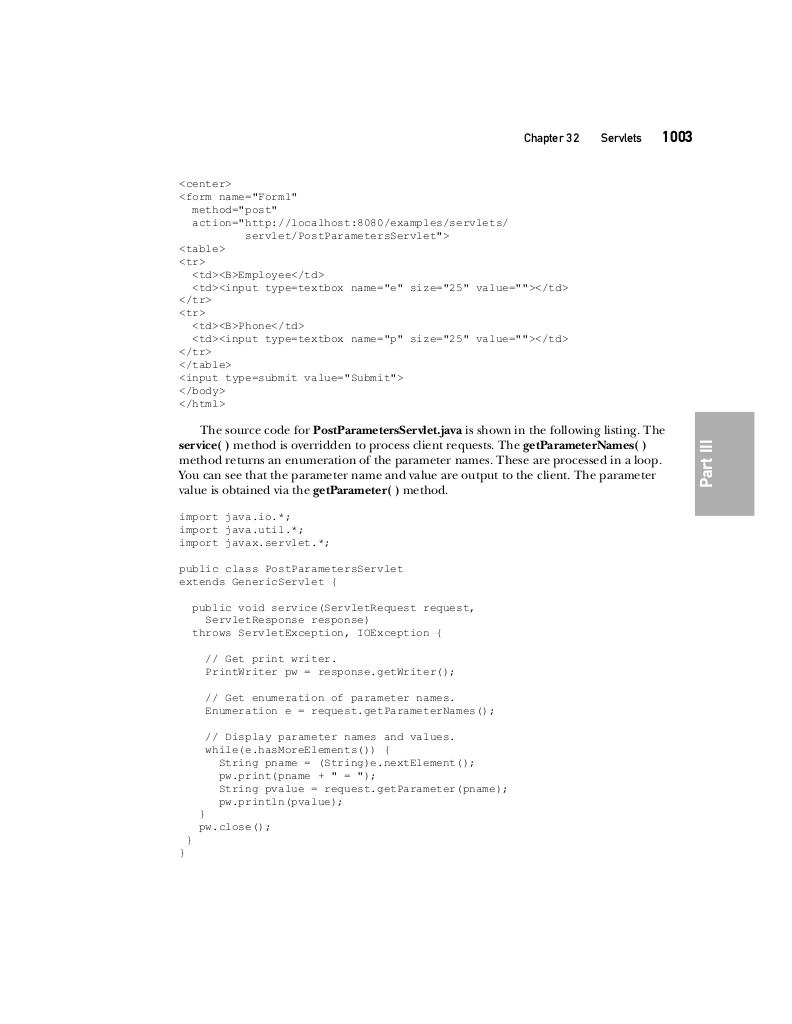 Chapter 32 Servlets 1003
<center>
<form name="Form1"
  method="post"
  action="http://localhost:8080/examples/servlets/
          servlet/PostParametersServlet">
<table>
<tr>
  <td><B>Employee</td>
  <td><input type=textbox name="e" size="25" value=""></td>
</tr>
<tr>
  <td><B>Phone</td>
  <td><input type=textbox name="p" size="25" value=""></td>
</tr>
</table>
<input type=submit value="Submit">
</body>
</html>
The source code for PostParametersServlet.java is shown in the following listing. The
service( ) method is overridden to process client requests. The getParameterNames( )
method returns an enumeration of the parameter names. These are processed in a loop.
You can see that the parameter name and value are output to the client. The parameter
value is obtained via the getParameter( ) method.
Part III
import java.io.*;
import java.util.*;
import javax.servlet.*;
public class PostParametersServlet
extends GenericServlet {
  public void service(ServletRequest request,
    ServletResponse response)
  throws ServletException, IOException {
    // Get print writer.
    PrintWriter pw = response.getWriter();
    // Get enumeration of parameter names.
    Enumeration e = request.getParameterNames();
    // Display parameter names and values.
    while(e.hasMoreElements()) {
      String pname = (String)e.nextElement();
      pw.print(pname + " = ");
      String pvalue = request.getParameter(pname);
      pw.println(pvalue);
    }
   pw.close();
  }
}